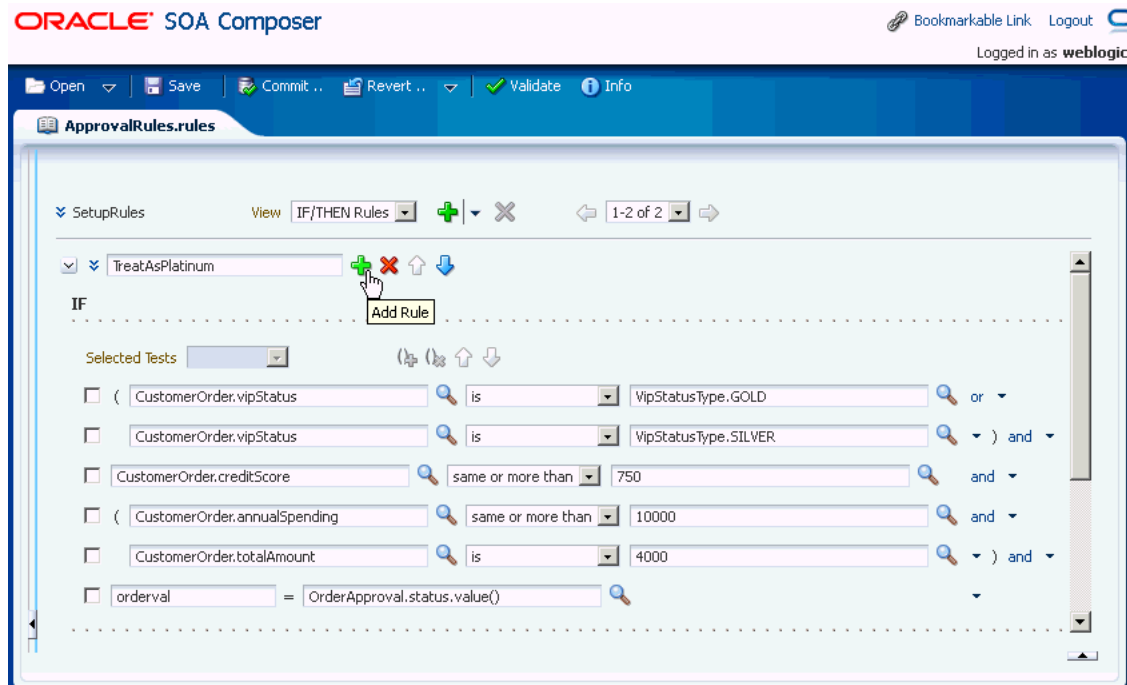 ORACLE SOA Composer
Bookmarkable Link Logout
Logged in as weblogic
Open Save Commit .. Revert .. Validate Info
ApprovalRules.rules
SetupRules View IF/THEN Rules 1-2 of 2
TreatAsPlatinum
Add Rule
IF
Selected Tests
( CustomerOrder.vipStatus is VipStatusType.GOLD or
CustomerOrder.vipStatus is VipStatusType.SILVER ) and
CustomerOrder.creditScore same or more than 750 and
( CustomerOrder.annualSpending same or more than 10000 and
CustomerOrder.totalAmount is 4000 ) and
orderval = OrderApproval.status.value()